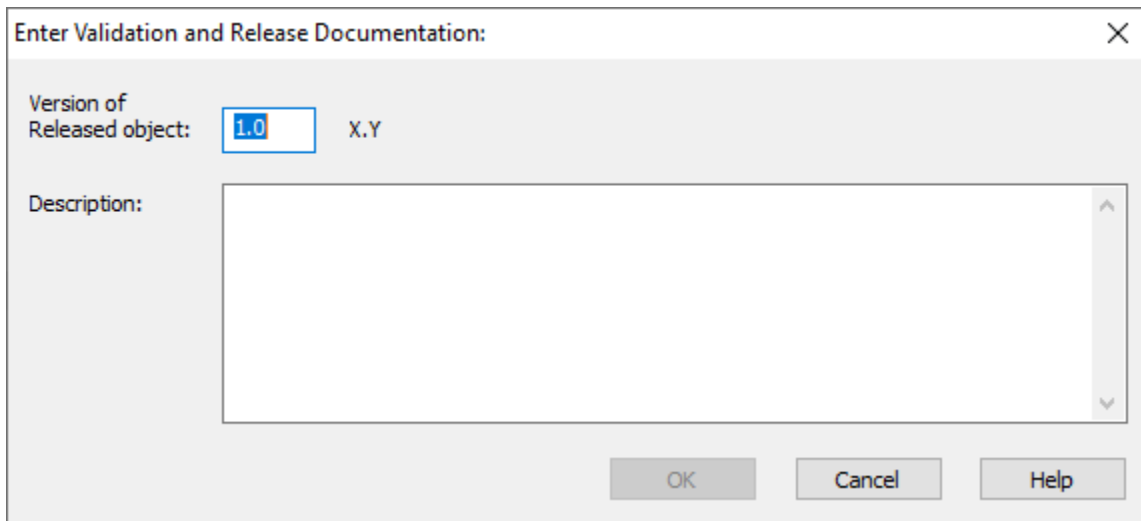 Enter Validation and Release Documentation:
Version of
Released object:
1.0
X.Y
Description:
OK
Cancel
Help